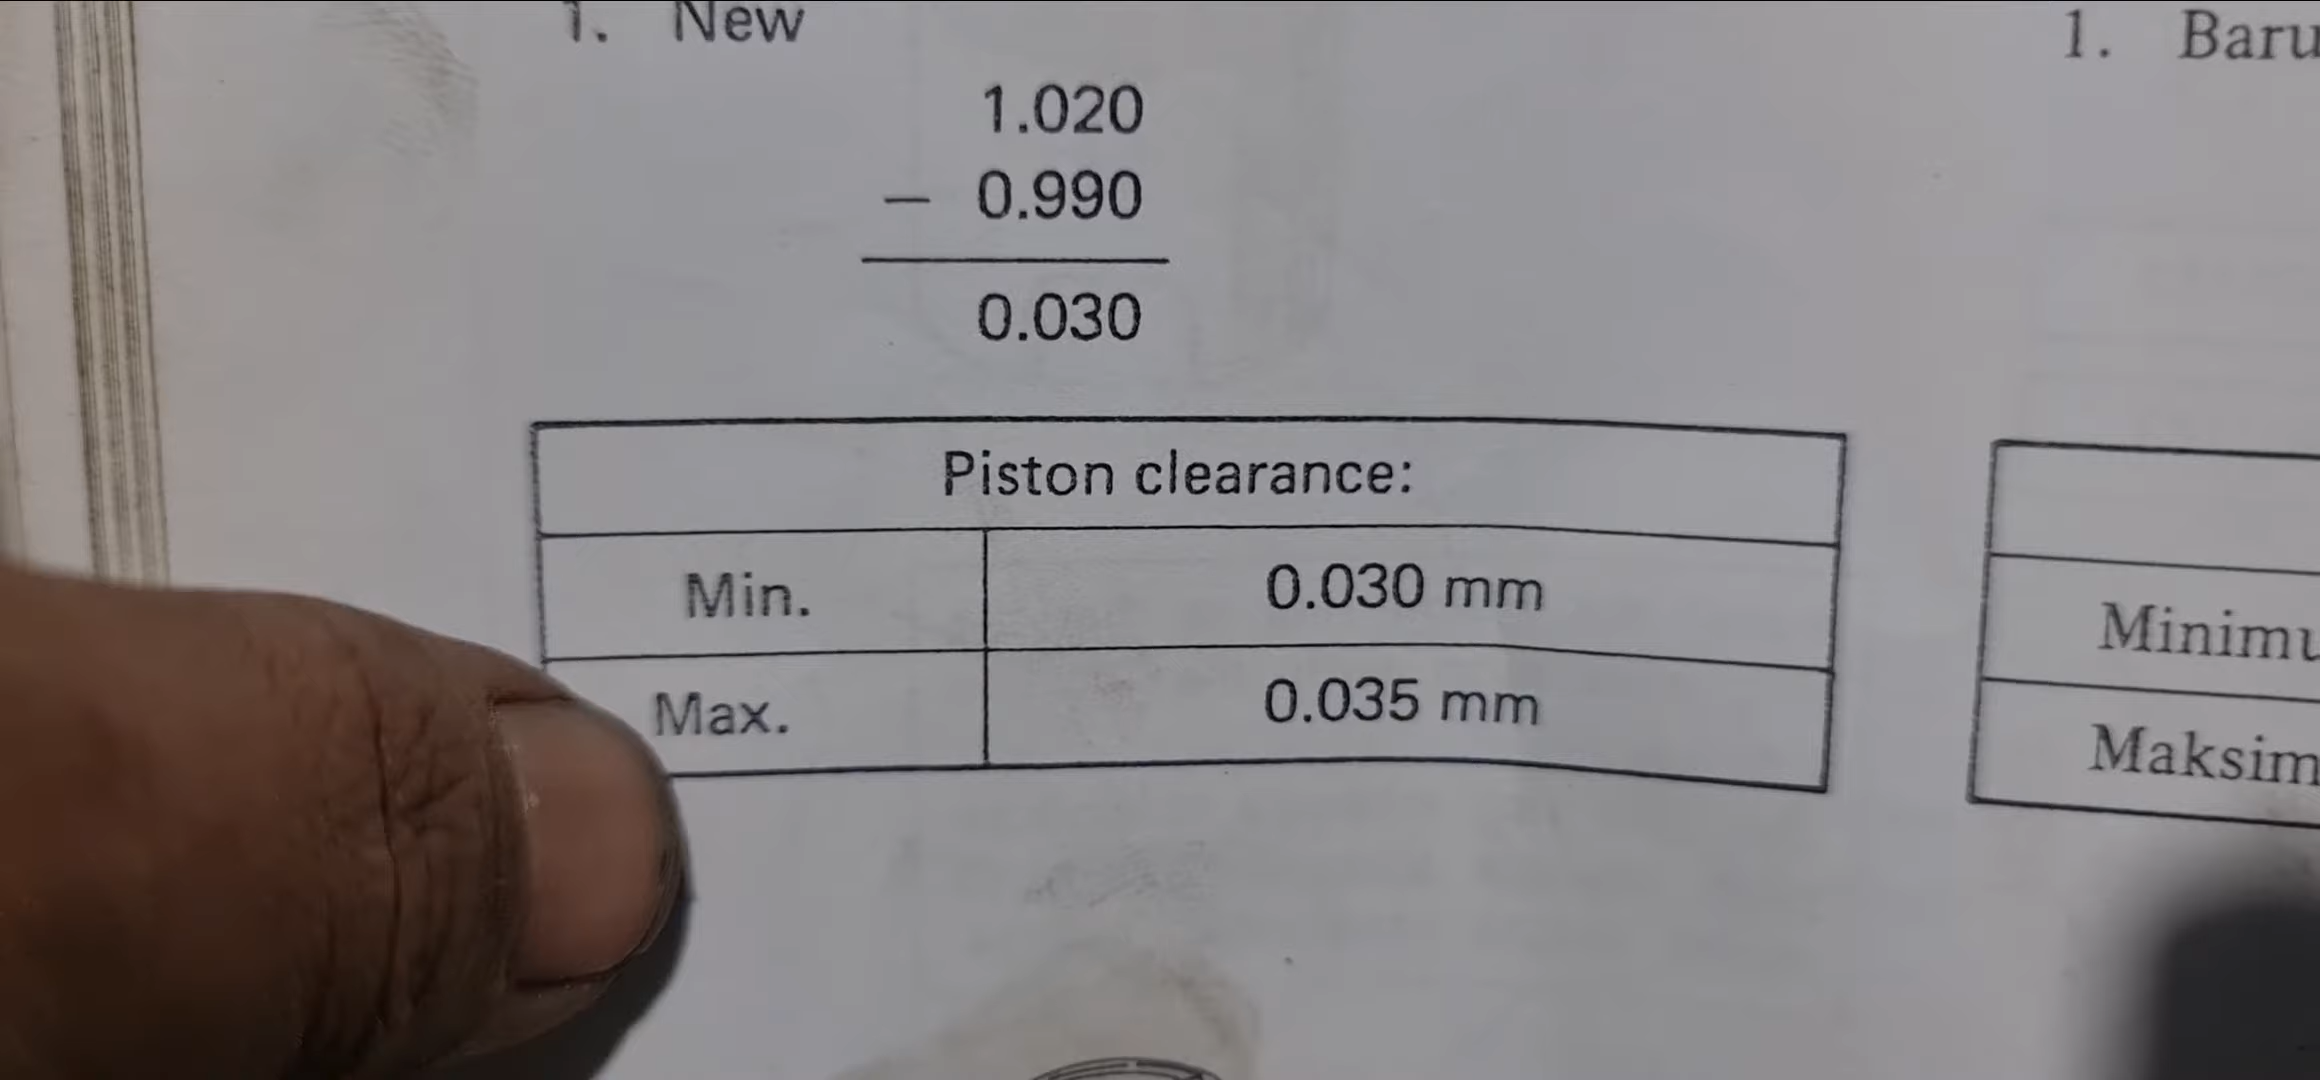 1. New
1.020
− 0.990
0.030
Piston clearance:
Min. 0.030 mm
Max. 0.035 mm
1. Baru
Minimu
Maksim